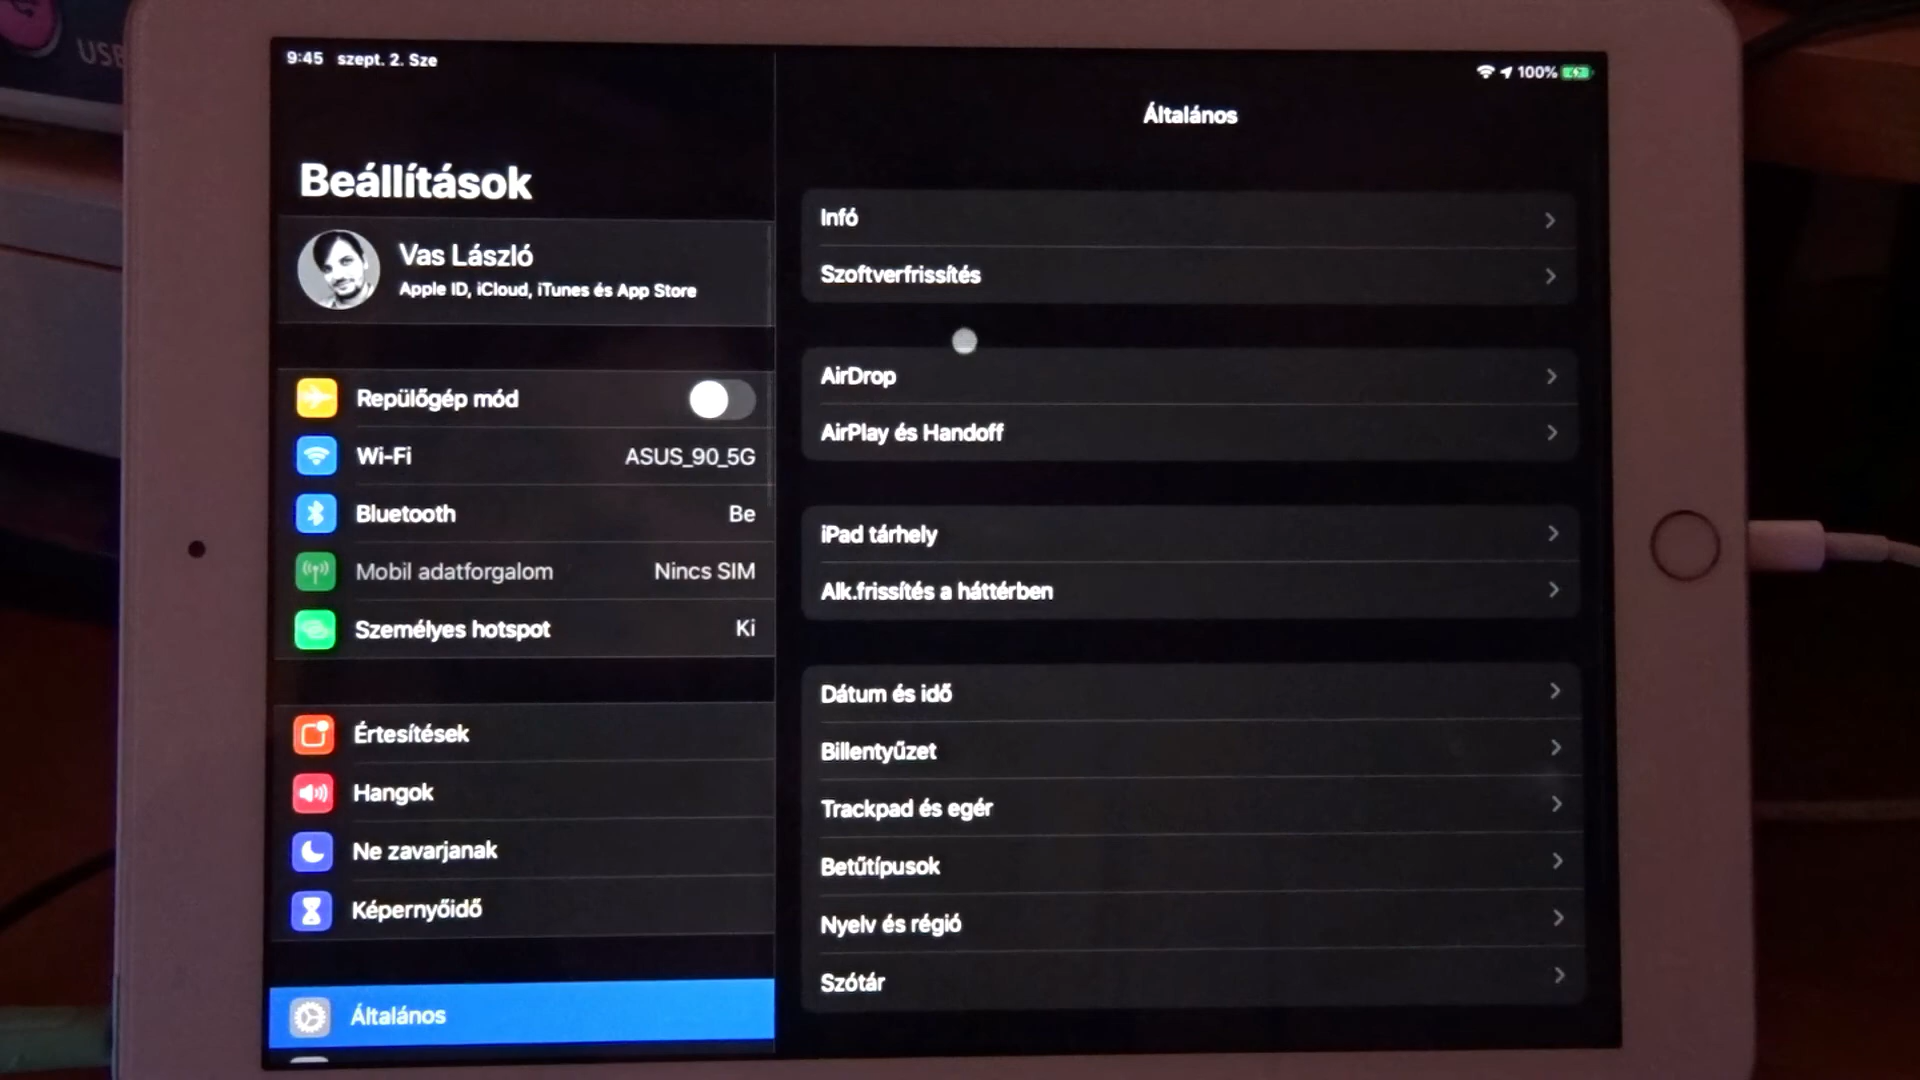 USB
9:45 szept. 2. Sze
100%
Beállítások
Vas László
Apple ID, iCloud, iTunes és App Store
Repülőgép mód
Wi-Fi ASUS_90_5G
Bluetooth Be
Mobil adatforgalom Nincs SIM
Személyes hotspot Ki
Értesítések
Hangok
Ne zavarjanak
Képernyőidő
Általános
Általános
Infó
Szoftverfrissítés
AirDrop
AirPlay és Handoff
iPad tárhely
Alk.frissítés a háttérben
Dátum és idő
Billentyűzet
Trackpad és egér
Betűtípusok
Nyelv és régió
Szótár